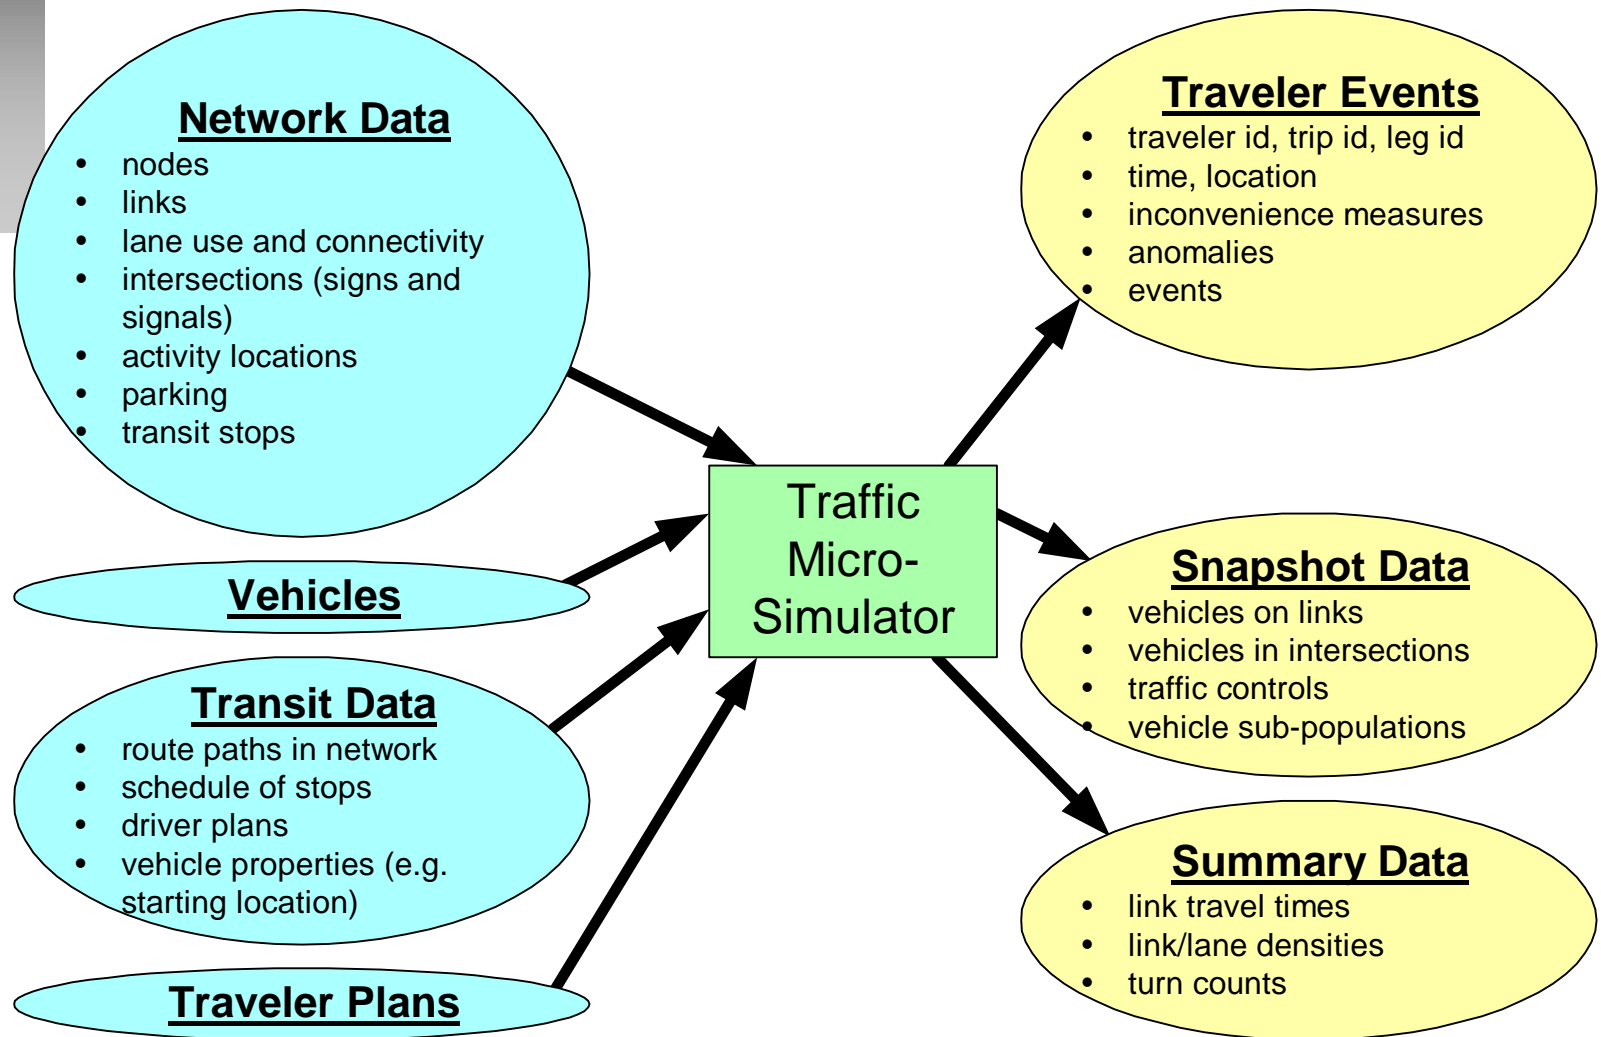 Network Data
• nodes
• links
• lane use and connectivity
• intersections (signs and
signals)
• activity locations
• parking
• transit stops
Vehicles
Transit Data
• route paths in network
• schedule of stops
• driver plans
• vehicle properties (e.g.
starting location)
Traveler Plans
Traffic
Micro-
Simulator
Traveler Events
• traveler id, trip id, leg id
• time, location
• inconvenience measures
• anomalies
• events
Snapshot Data
• vehicles on links
• vehicles in intersections
• traffic controls
• vehicle sub-populations
Summary Data
• link travel times
• link/lane densities
• turn counts